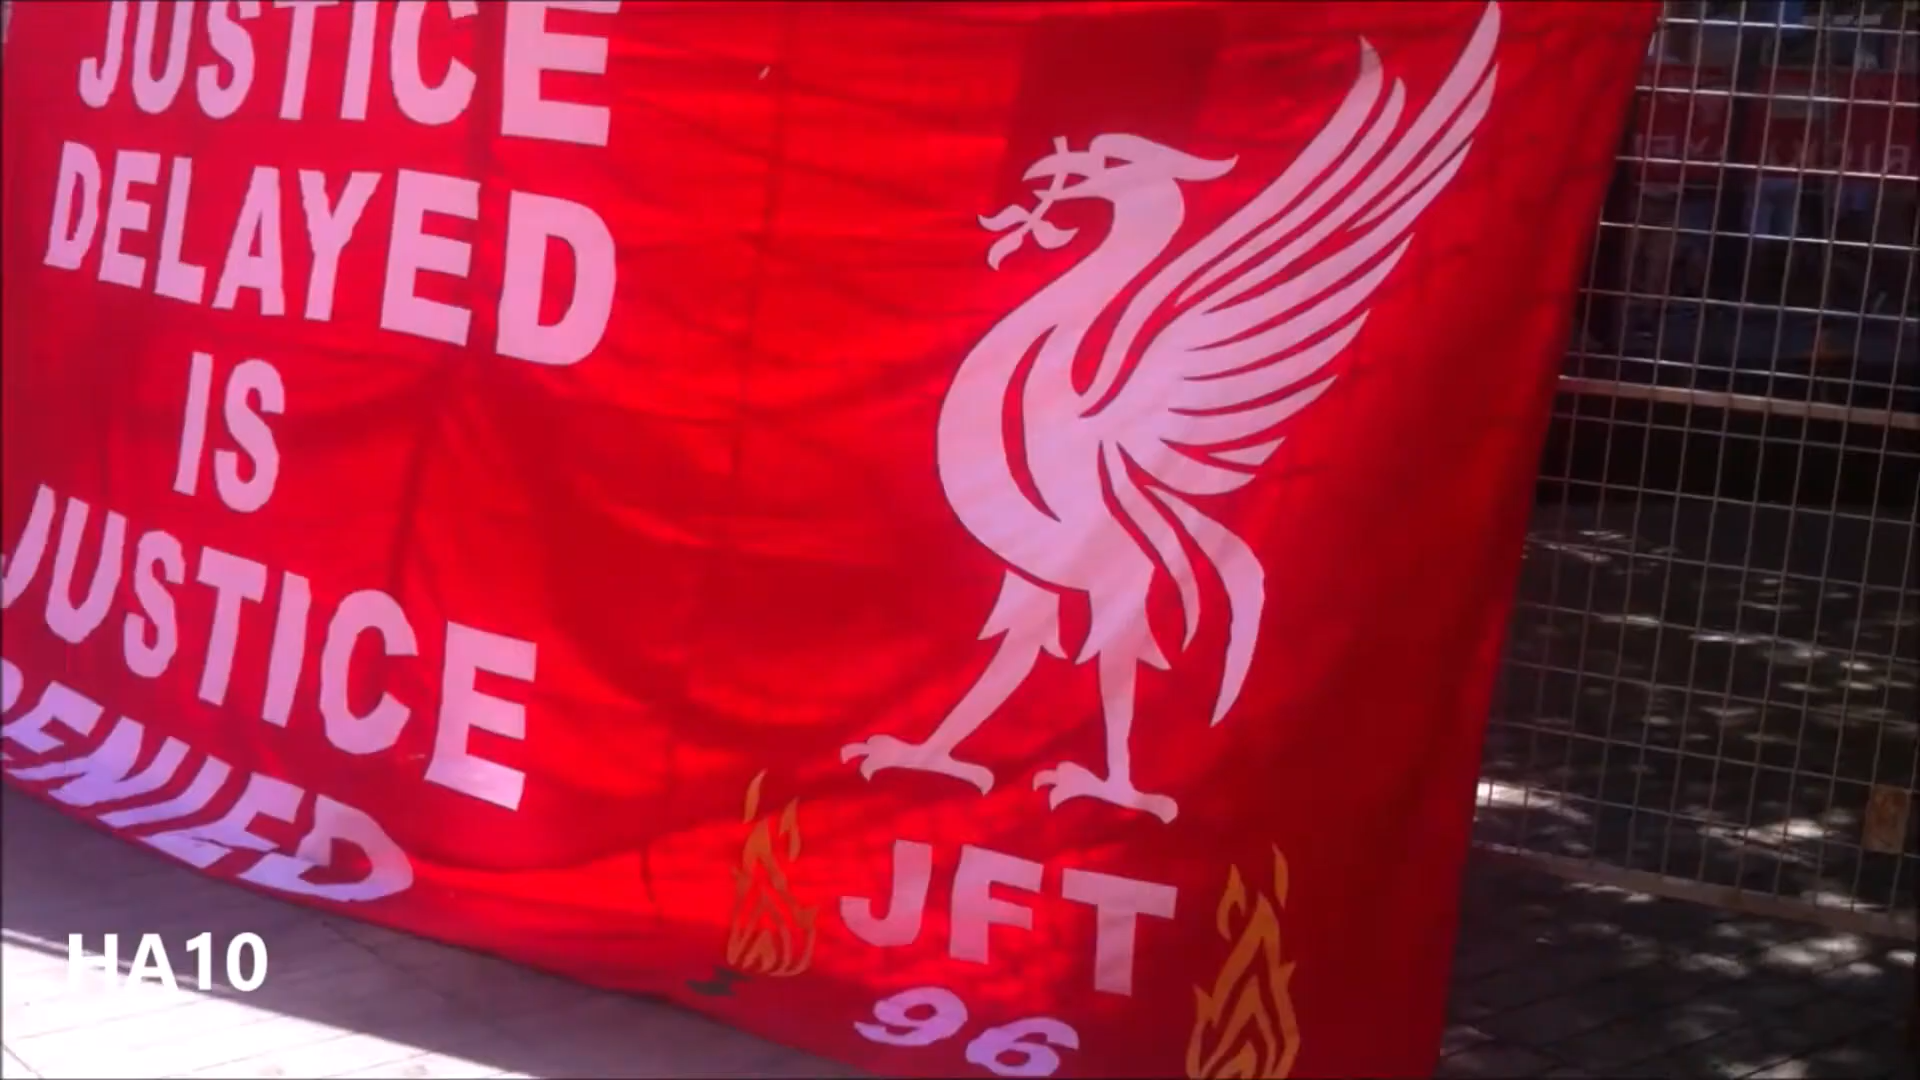 JUSTICE
DELAYED
IS
JUSTICE
DENIED
JFT
96
HA10